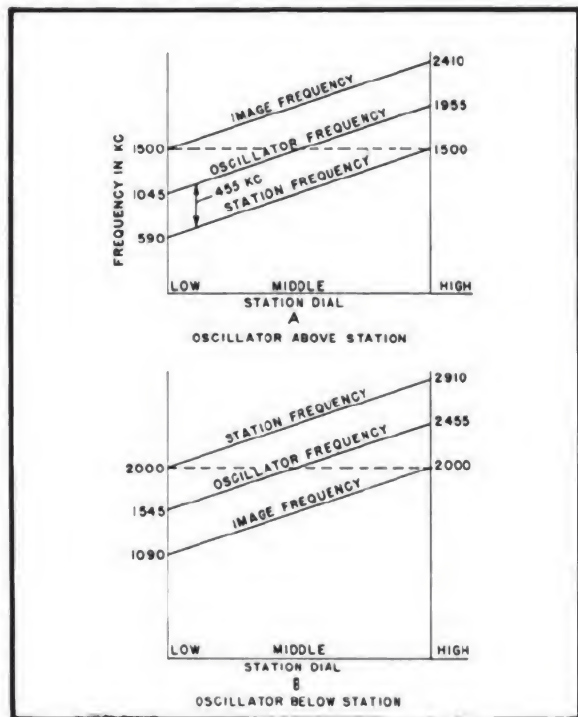 2410
IMAGE FREQUENCY
1955
OSCILLATOR FREQUENCY
1500
1500
455 KC
STATION FREQUENCY
1045
590
FREQUENCY IN KC
LOW MIDDLE HIGH
STATION DIAL
A
OSCILLATOR ABOVE STATION
2910
STATION FREQUENCY
2455
OSCILLATOR FREQUENCY
2000
2000
IMAGE FREQUENCY
1545
1090
LOW MIDDLE HIGH
STATION DIAL
B
OSCILLATOR BELOW STATION